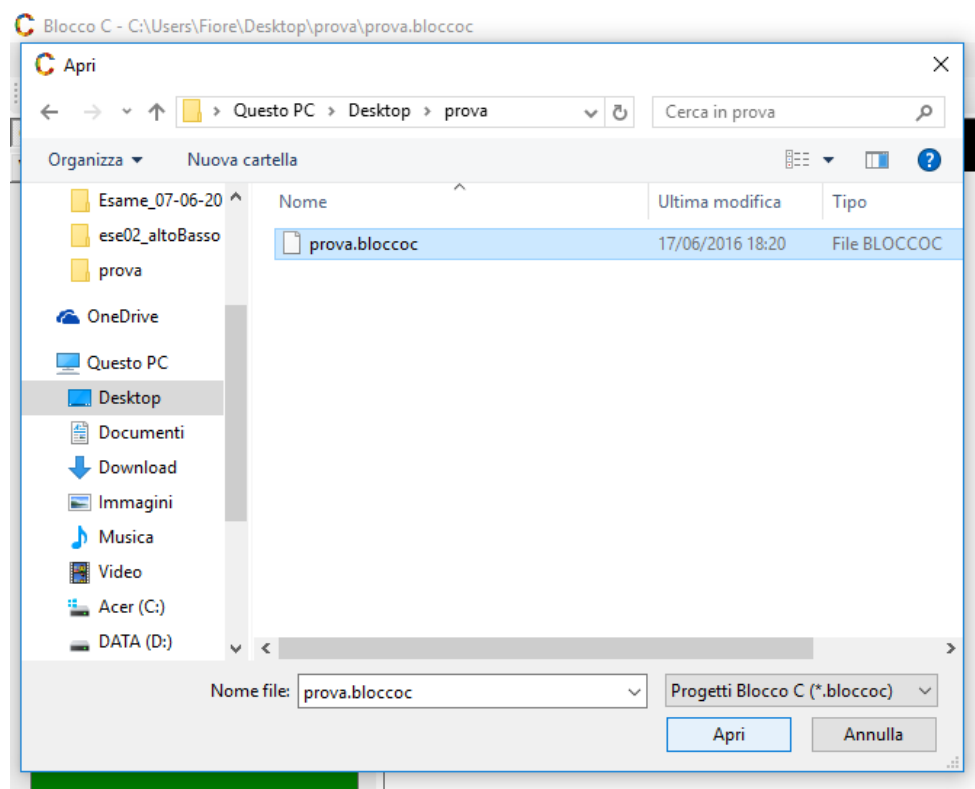 Blocco C - C:\Users\Fiore\Desktop\prova\prova.bloccoc
Apri
Questo PC > Desktop > prova
Cerca in prova
Organizza
Nuova cartella
Nome
Ultima modifica
Tipo
prova.bloccoc
17/06/2016 18:20
File BLOCCOC
Esame_07-06-20
ese02_altoBasso
prova
OneDrive
Questo PC
Desktop
Documenti
Download
Immagini
Musica
Video
Acer (C:)
DATA (D:)
Nome file:
prova.bloccoc
Progetti Blocco C (*.bloccoc)
Apri
Annulla